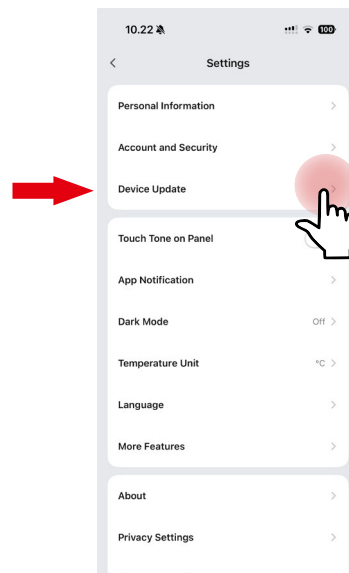 10.22
100
Settings
Personal Information
Account and Security
Device Update
Touch Tone on Panel
App Notification
Dark Mode Off
Temperature Unit °C
Language
More Features
About
Privacy Settings